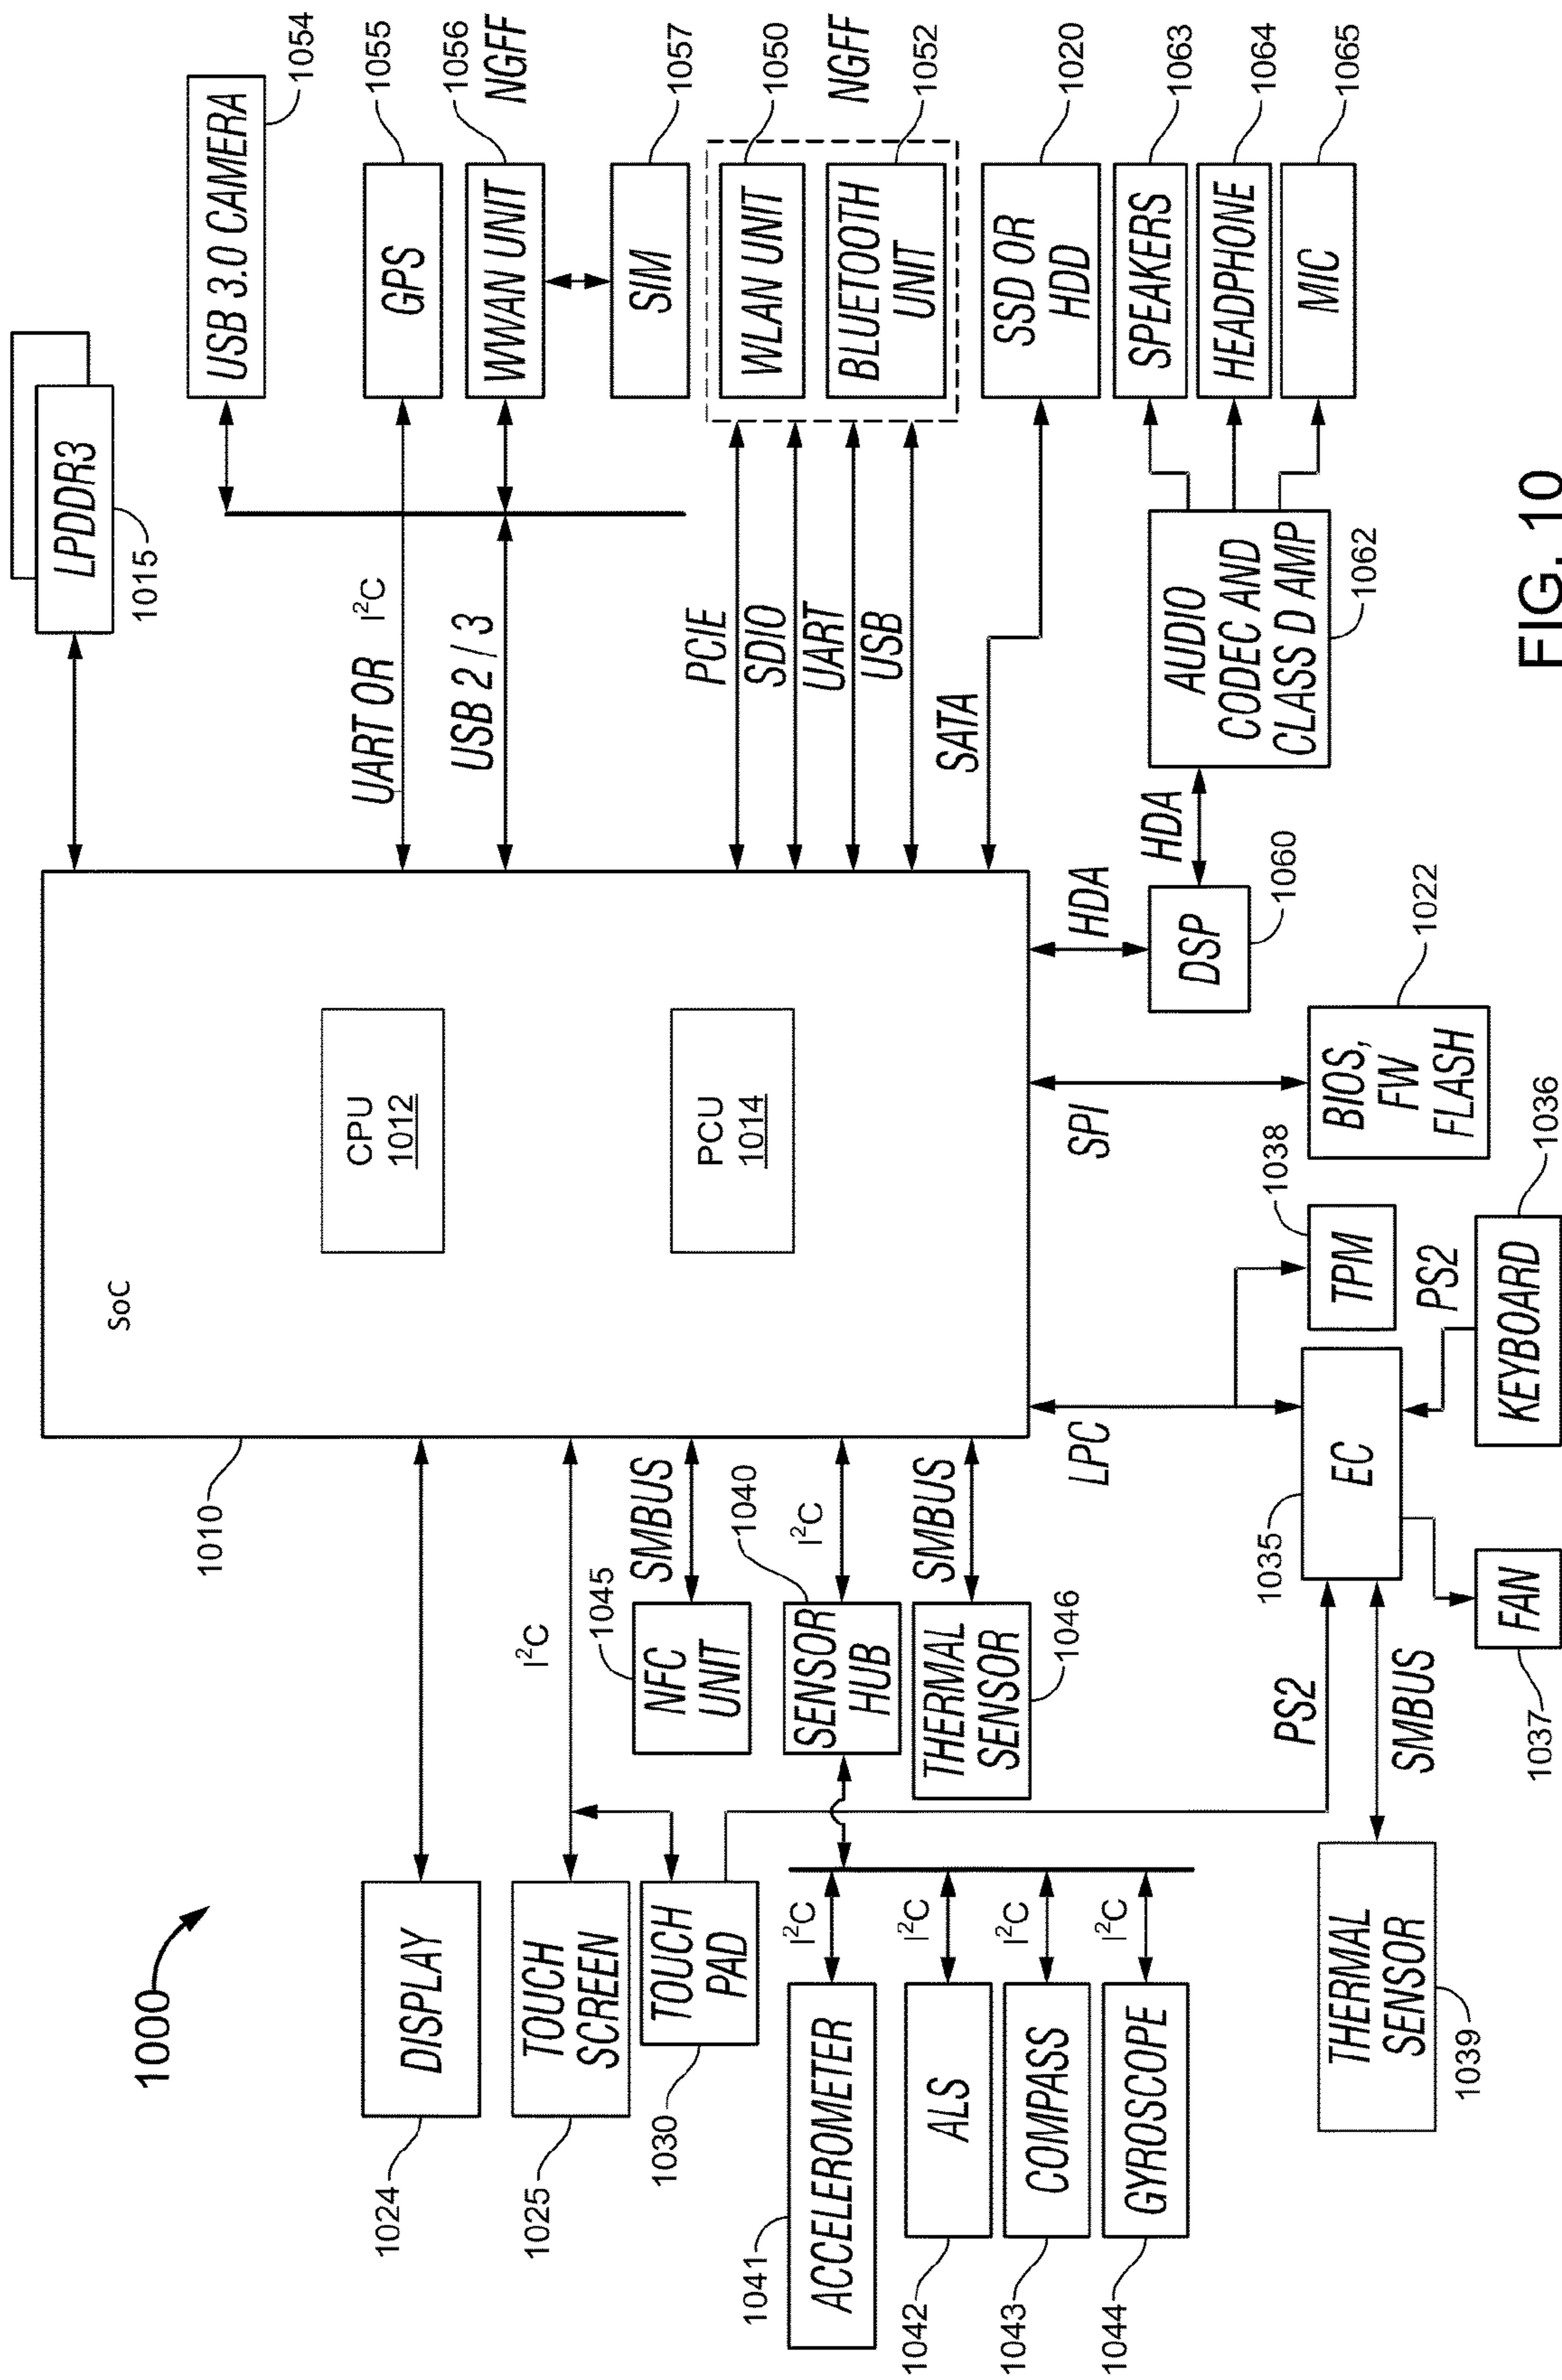 1000
LPDDR3
1015
USB 3.0 CAMERA
1054
1010
SoC
CPU
1012
PCU
1014
DISPLAY
1024
TOUCH
SCREEN
1025
I²C
TOUCH
PAD
1030
NFC
UNIT
1045
SMBUS
SENSOR
HUB
1040
I²C
THERMAL
SENSOR
1046
SMBUS
ACCELEROMETER
1041
I²C
ALS
1042
I²C
COMPASS
1043
I²C
GYROSCOPE
1044
I²C
UART OR I²C
GPS
1055
USB 2 / 3
WWAN UNIT
1056
NGFF
SIM
1057
PCIE
SDIO
UART
USB
WLAN UNIT
1050
BLUETOOTH
UNIT
1052
NGFF
SATA
SSD OR
HDD
1020
SPEAKERS
1063
HEADPHONE
1064
MIC
1065
AUDIO
CODEC AND
CLASS D AMP
1062
HDA
HDA
DSP
1060
SPI
BIOS,
FW
FLASH
1022
LPC
TPM
1038
EC
1035
PS2
KEYBOARD
1036
FAN
1037
PS2
SMBUS
THERMAL
SENSOR
1039
FIG. 10